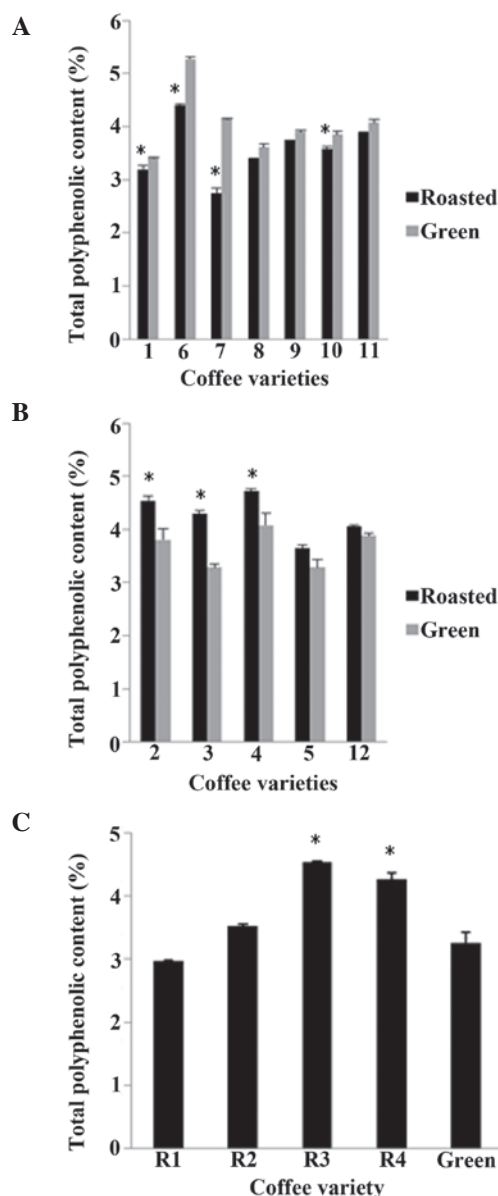 A
Total polyphenolic content (%)
6
5
4
3
2
1
0
*
*
*
*
1 6 7 8 9 10 11
Coffee varieties
Roasted
Green
B
Total polyphenolic content (%)
6
5
4
3
2
1
0
* * *
2 3 4 5 12
Coffee varieties
Roasted
Green
C
Total polyphenolic content (%)
5
4
3
2
1
0
* *
R1 R2 R3 R4 Green
Coffee variety